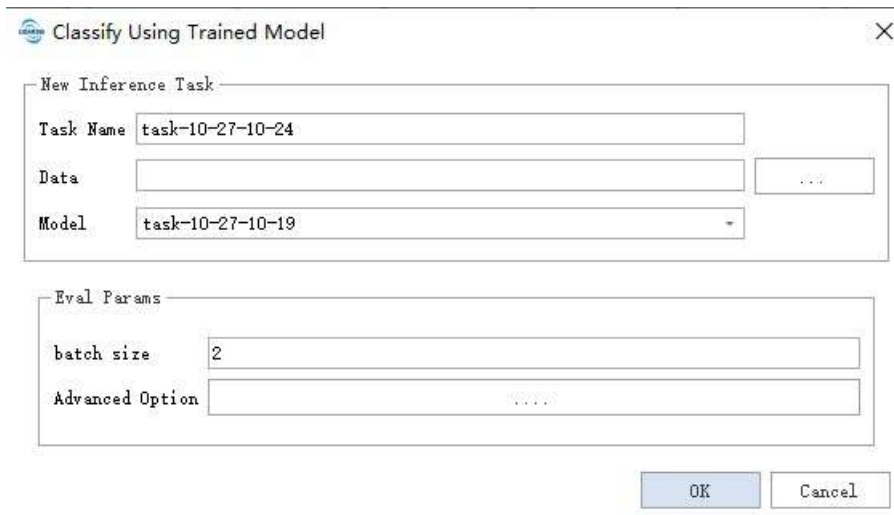 Classify Using Trained Model
New Inference Task
Task Name task-10-27-10-24
Data ...
Model task-10-27-10-19
Eval Params
batch size 2
Advanced Option ....
OK Cancel